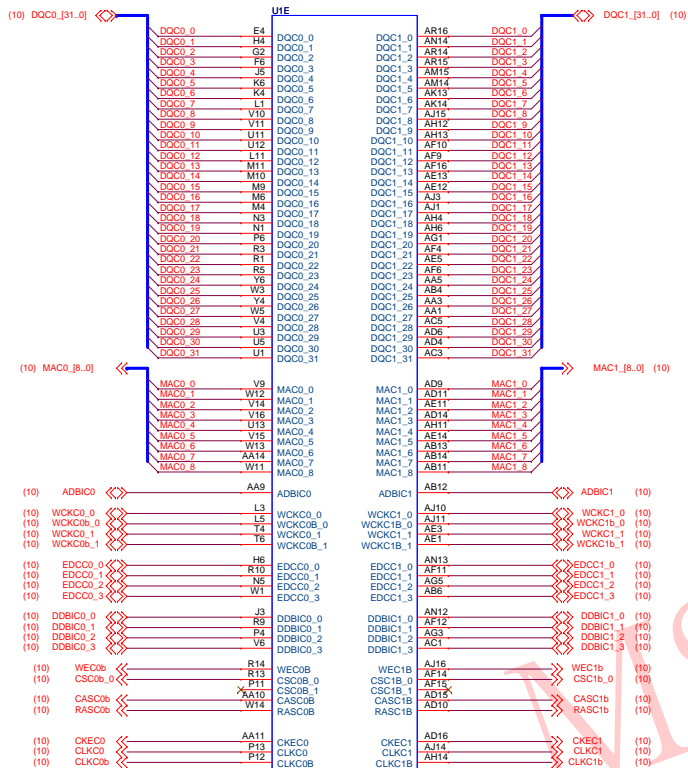 U1E
(10) DQC0_[31..0] DQC1_[31..0] (10)
DQC0_0 E4 DQC0_0 DQC1_0 AR16 DQC1_0
DQC0_1 H4 DQC0_1 DQC1_1 AN14 DQC1_1
DQC0_2 G2 DQC0_2 DQC1_2 AR14 DQC1_2
DQC0_3 F6 DQC0_3 DQC1_3 AR15 DQC1_3
DQC0_4 J5 DQC0_4 DQC1_4 AM15 DQC1_4
DQC0_5 K6 DQC0_5 DQC1_5 AM14 DQC1_5
DQC0_6 K4 DQC0_6 DQC1_6 AK13 DQC1_6
DQC0_7 L1 DQC0_7 DQC1_7 AK14 DQC1_7
DQC0_8 V10 DQC0_8 DQC1_8 AJ15 DQC1_8
DQC0_9 V11 DQC0_9 DQC1_9 AH12 DQC1_9
DQC0_10 U11 DQC0_10 DQC1_10 AH13 DQC1_10
DQC0_11 U12 DQC0_11 DQC1_11 AF10 DQC1_11
DQC0_12 L11 DQC0_12 DQC1_12 AF9 DQC1_12
DQC0_13 M11 DQC0_13 DQC1_13 AF16 DQC1_13
DQC0_14 M10 DQC0_14 DQC1_14 AE13 DQC1_14
DQC0_15 M9 DQC0_15 DQC1_15 AE12 DQC1_15
DQC0_16 M6 DQC0_16 DQC1_16 AJ3 DQC1_16
DQC0_17 M4 DQC0_17 DQC1_17 AJ1 DQC1_17
DQC0_18 N3 DQC0_18 DQC1_18 AH4 DQC1_18
DQC0_19 N1 DQC0_19 DQC1_19 AH6 DQC1_19
DQC0_20 P6 DQC0_20 DQC1_20 AG1 DQC1_20
DQC0_21 R3 DQC0_21 DQC1_21 AF4 DQC1_21
DQC0_22 R1 DQC0_22 DQC1_22 AE5 DQC1_22
DQC0_23 R5 DQC0_23 DQC1_23 AF6 DQC1_23
DQC0_24 Y6 DQC0_24 DQC1_24 AA5 DQC1_24
DQC0_25 W3 DQC0_25 DQC1_25 AB4 DQC1_25
DQC0_26 Y4 DQC0_26 DQC1_26 AA3 DQC1_26
DQC0_27 W5 DQC0_27 DQC1_27 AA1 DQC1_27
DQC0_28 V4 DQC0_28 DQC1_28 AC5 DQC1_28
DQC0_29 U3 DQC0_29 DQC1_29 AD6 DQC1_29
DQC0_30 U5 DQC0_30 DQC1_30 AD4 DQC1_30
DQC0_31 U1 DQC0_31 DQC1_31 AC3 DQC1_31
(10) MAC0_[8..0] MAC1_[8..0] (10)
MAC0_0 V9 MAC0_0 MAC1_0 AD9 MAC1_0
MAC0_1 W12 MAC0_1 MAC1_1 AD11 MAC1_1
MAC0_2 V14 MAC0_2 MAC1_2 AE11 MAC1_2
MAC0_3 V16 MAC0_3 MAC1_3 AD14 MAC1_3
MAC0_4 U13 MAC0_4 MAC1_4 AH11 MAC1_4
MAC0_5 V15 MAC0_5 MAC1_5 AE14 MAC1_5
MAC0_6 W13 MAC0_6 MAC1_6 AB13 MAC1_6
MAC0_7 AA14 MAC0_7 MAC1_7 AB14 MAC1_7
MAC0_8 W11 MAC0_8 MAC1_8 AB11 MAC1_8
(10) ADBIC0 AA9 ADBIC0 ADBIC1 AB12 ADBIC1 (10)
(10) WCKC0_0 L3 WCKC0_0 WCKC1_0 AJ10 WCKC1_0 (10)
(10) WCKC0b_0 L5 WCKC0B_0 WCKC1B_0 AJ11 WCKC1b_0 (10)
(10) WCKC0_1 T4 WCKC0_1 WCKC1_1 AE3 WCKC1_1 (10)
(10) WCKC0b_1 T6 WCKC0B_1 WCKC1B_1 AE1 WCKC1b_1 (10)
(10) EDCC0_0 H6 EDCC0_0 EDCC1_0 AN13 EDCC1_0 (10)
(10) EDCC0_1 R10 EDCC0_1 EDCC1_1 AF11 EDCC1_1 (10)
(10) EDCC0_2 N5 EDCC0_2 EDCC1_2 AG5 EDCC1_2 (10)
(10) EDCC0_3 W1 EDCC0_3 EDCC1_3 AB6 EDCC1_3 (10)
(10) DDBIC0_0 J3 DDBIC0_0 DDBIC1_0 AN12 DDBIC1_0 (10)
(10) DDBIC0_1 R9 DDBIC0_1 DDBIC1_1 AF12 DDBIC1_1 (10)
(10) DDBIC0_2 P4 DDBIC0_2 DDBIC1_2 AG3 DDBIC1_2 (10)
(10) DDBIC0_3 V6 DDBIC0_3 DDBIC1_3 AC1 DDBIC1_3 (10)
(10) WEC0b R14 WEC0B WEC1B AJ16 WEC1b (10)
(10) CSC0b_0 R13 CSC0B_0 CSC1B_0 AF14 CSC1b_0 (10)
P11 CSC0B_1 CSC1B_1 AF15
(10) CASC0b AA10 CASC0B CASC1B AD15 CASC1b (10)
(10) RASC0b W14 RASC0B RASC1B AD10 RASC1b (10)
(10) CKEC0 AA11 CKEC0 CKEC1 AD16 CKEC1 (10)
(10) CLKC0 P13 CLKC0 CLKC1 AJ14 CLKC1 (10)
(10) CLKC0b P12 CLKC0B CLKC1B AH14 CLKC1b (10)